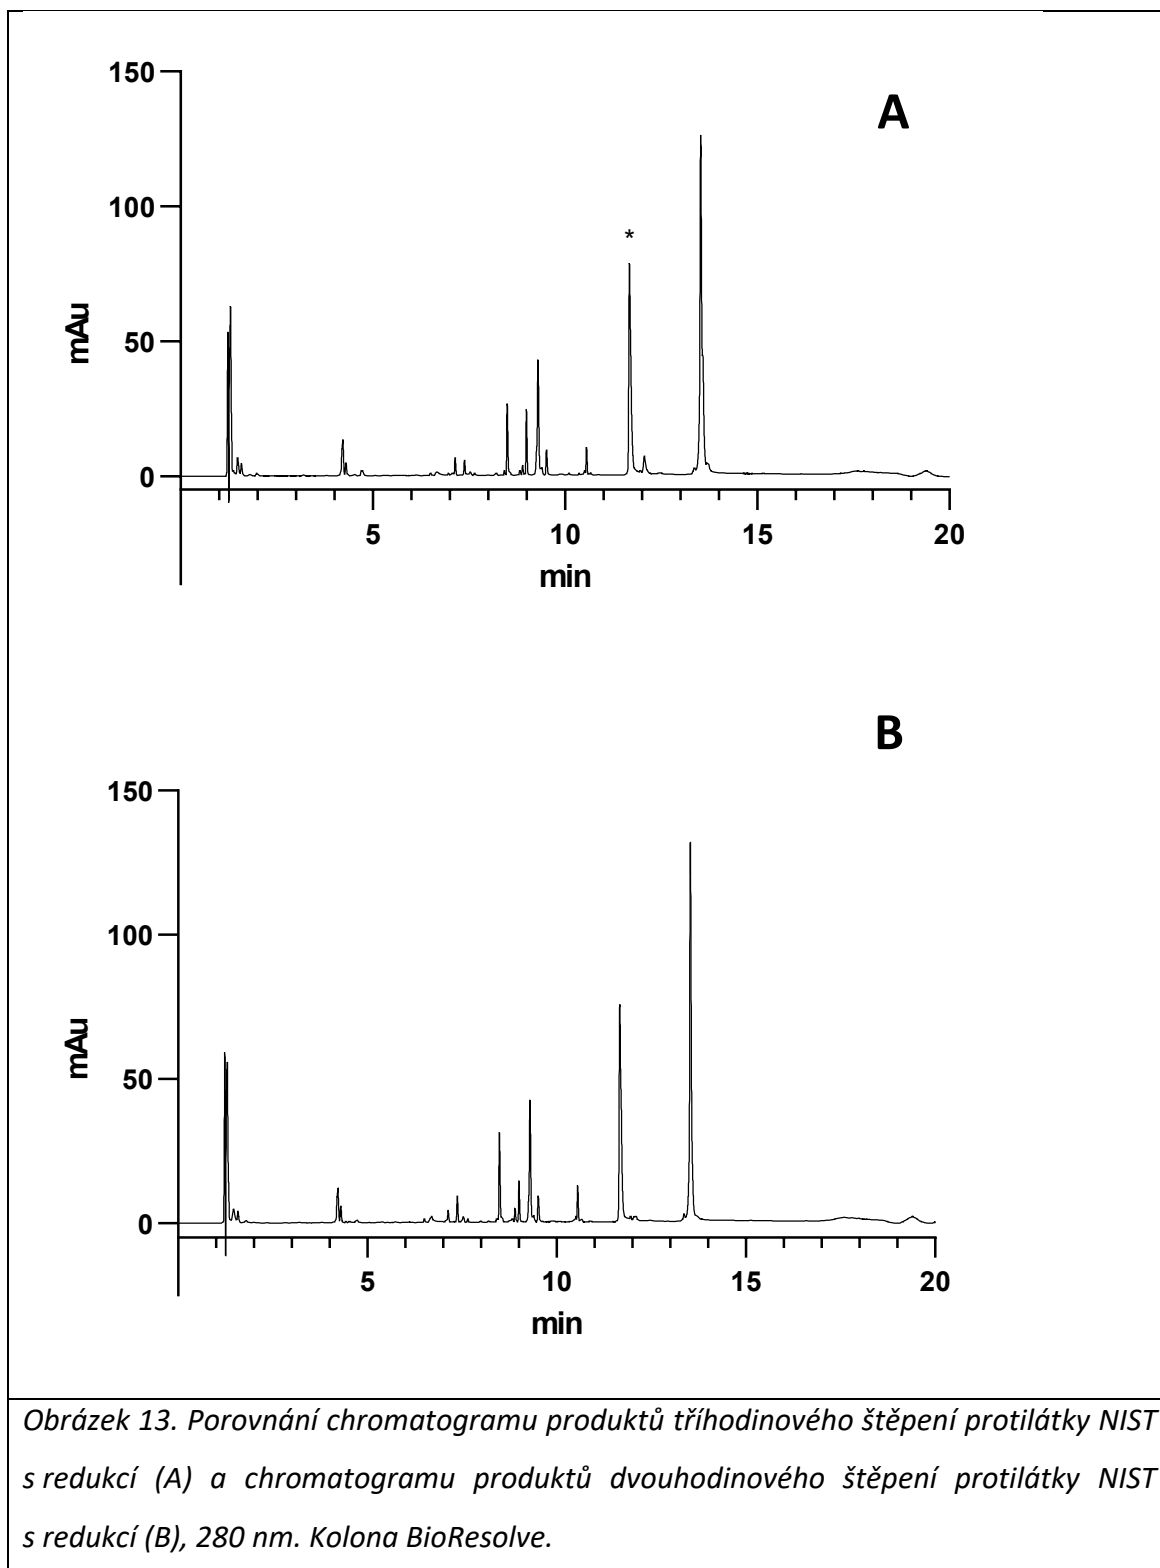 150
A
100
*
mAu
50
0
5
10
15
20
min
B
150
100
mAu
50
0
5
10
15
20
min
Obrázek 13. Porovnání chromatogramu produktů tříhodinového štěpení protilátky NIST
s redukcí (A) a chromatogramu produktů dvouhodinového štěpení protilátky NIST
s redukcí (B), 280 nm. Kolona BioResolve.